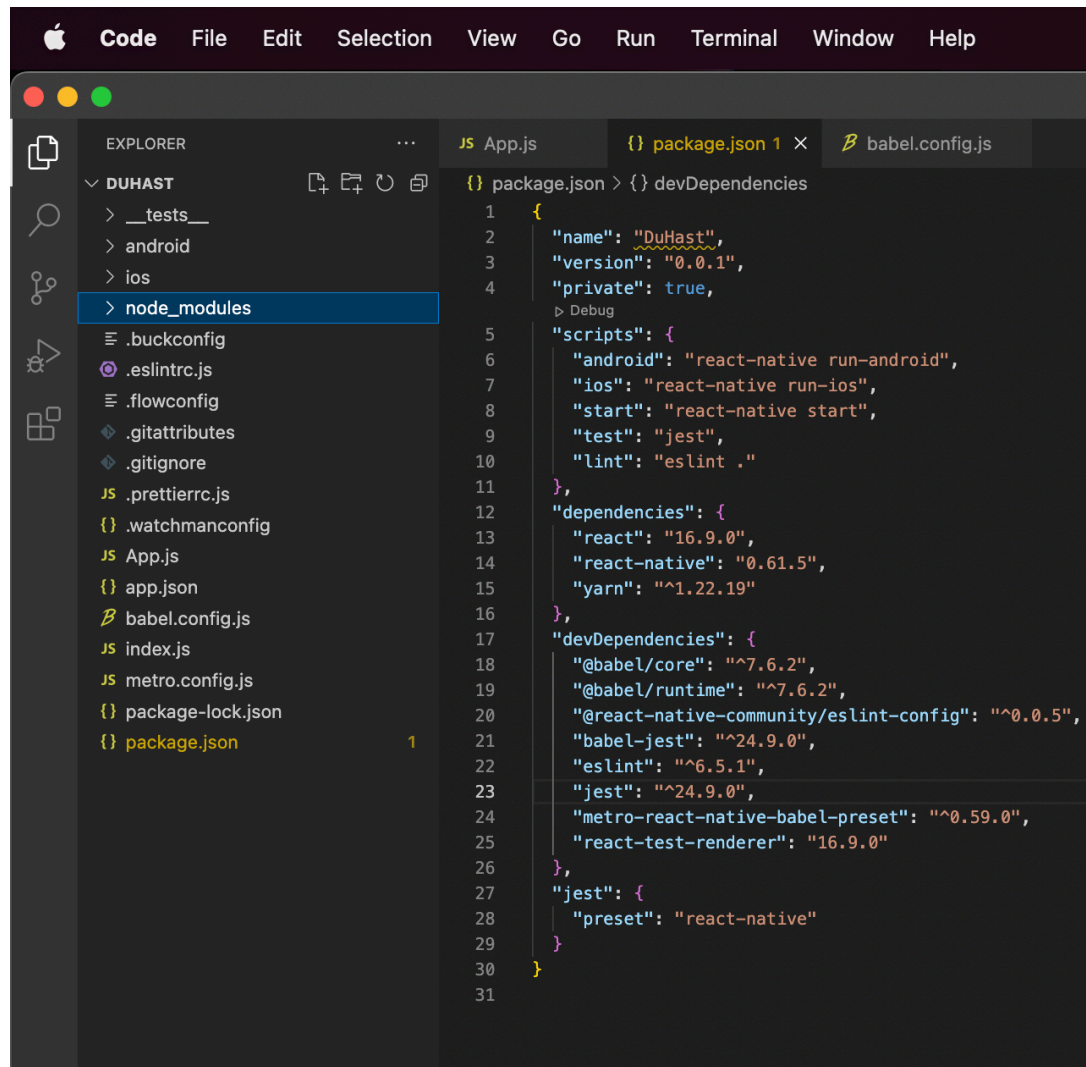 Code File Edit Selection View Go Run Terminal Window Help
EXPLORER ...
DUHAST
__tests__
android
ios
node_modules
.buckconfig
.eslintrc.js
.flowconfig
.gitattributes
.gitignore
JS .prettierrc.js
{} .watchmanconfig
JS App.js
{} app.json
babel.config.js
JS index.js
JS metro.config.js
{} package-lock.json
{} package.json 1
JS App.js {} package.json 1 × babel.config.js
{} package.json > {} devDependencies
1 {
2 "name": "DuHast",
3 "version": "0.0.1",
4 "private": true,
Debug
5 "scripts": {
6 "android": "react-native run-android",
7 "ios": "react-native run-ios",
8 "start": "react-native start",
9 "test": "jest",
10 "lint": "eslint ."
11 },
12 "dependencies": {
13 "react": "16.9.0",
14 "react-native": "0.61.5",
15 "yarn": "^1.22.19"
16 },
17 "devDependencies": {
18 "@babel/core": "^7.6.2",
19 "@babel/runtime": "^7.6.2",
20 "@react-native-community/eslint-config": "^0.0.5",
21 "babel-jest": "^24.9.0",
22 "eslint": "^6.5.1",
23 "jest": "^24.9.0",
24 "metro-react-native-babel-preset": "^0.59.0",
25 "react-test-renderer": "16.9.0"
26 },
27 "jest": {
28 "preset": "react-native"
29 }
30 }
31